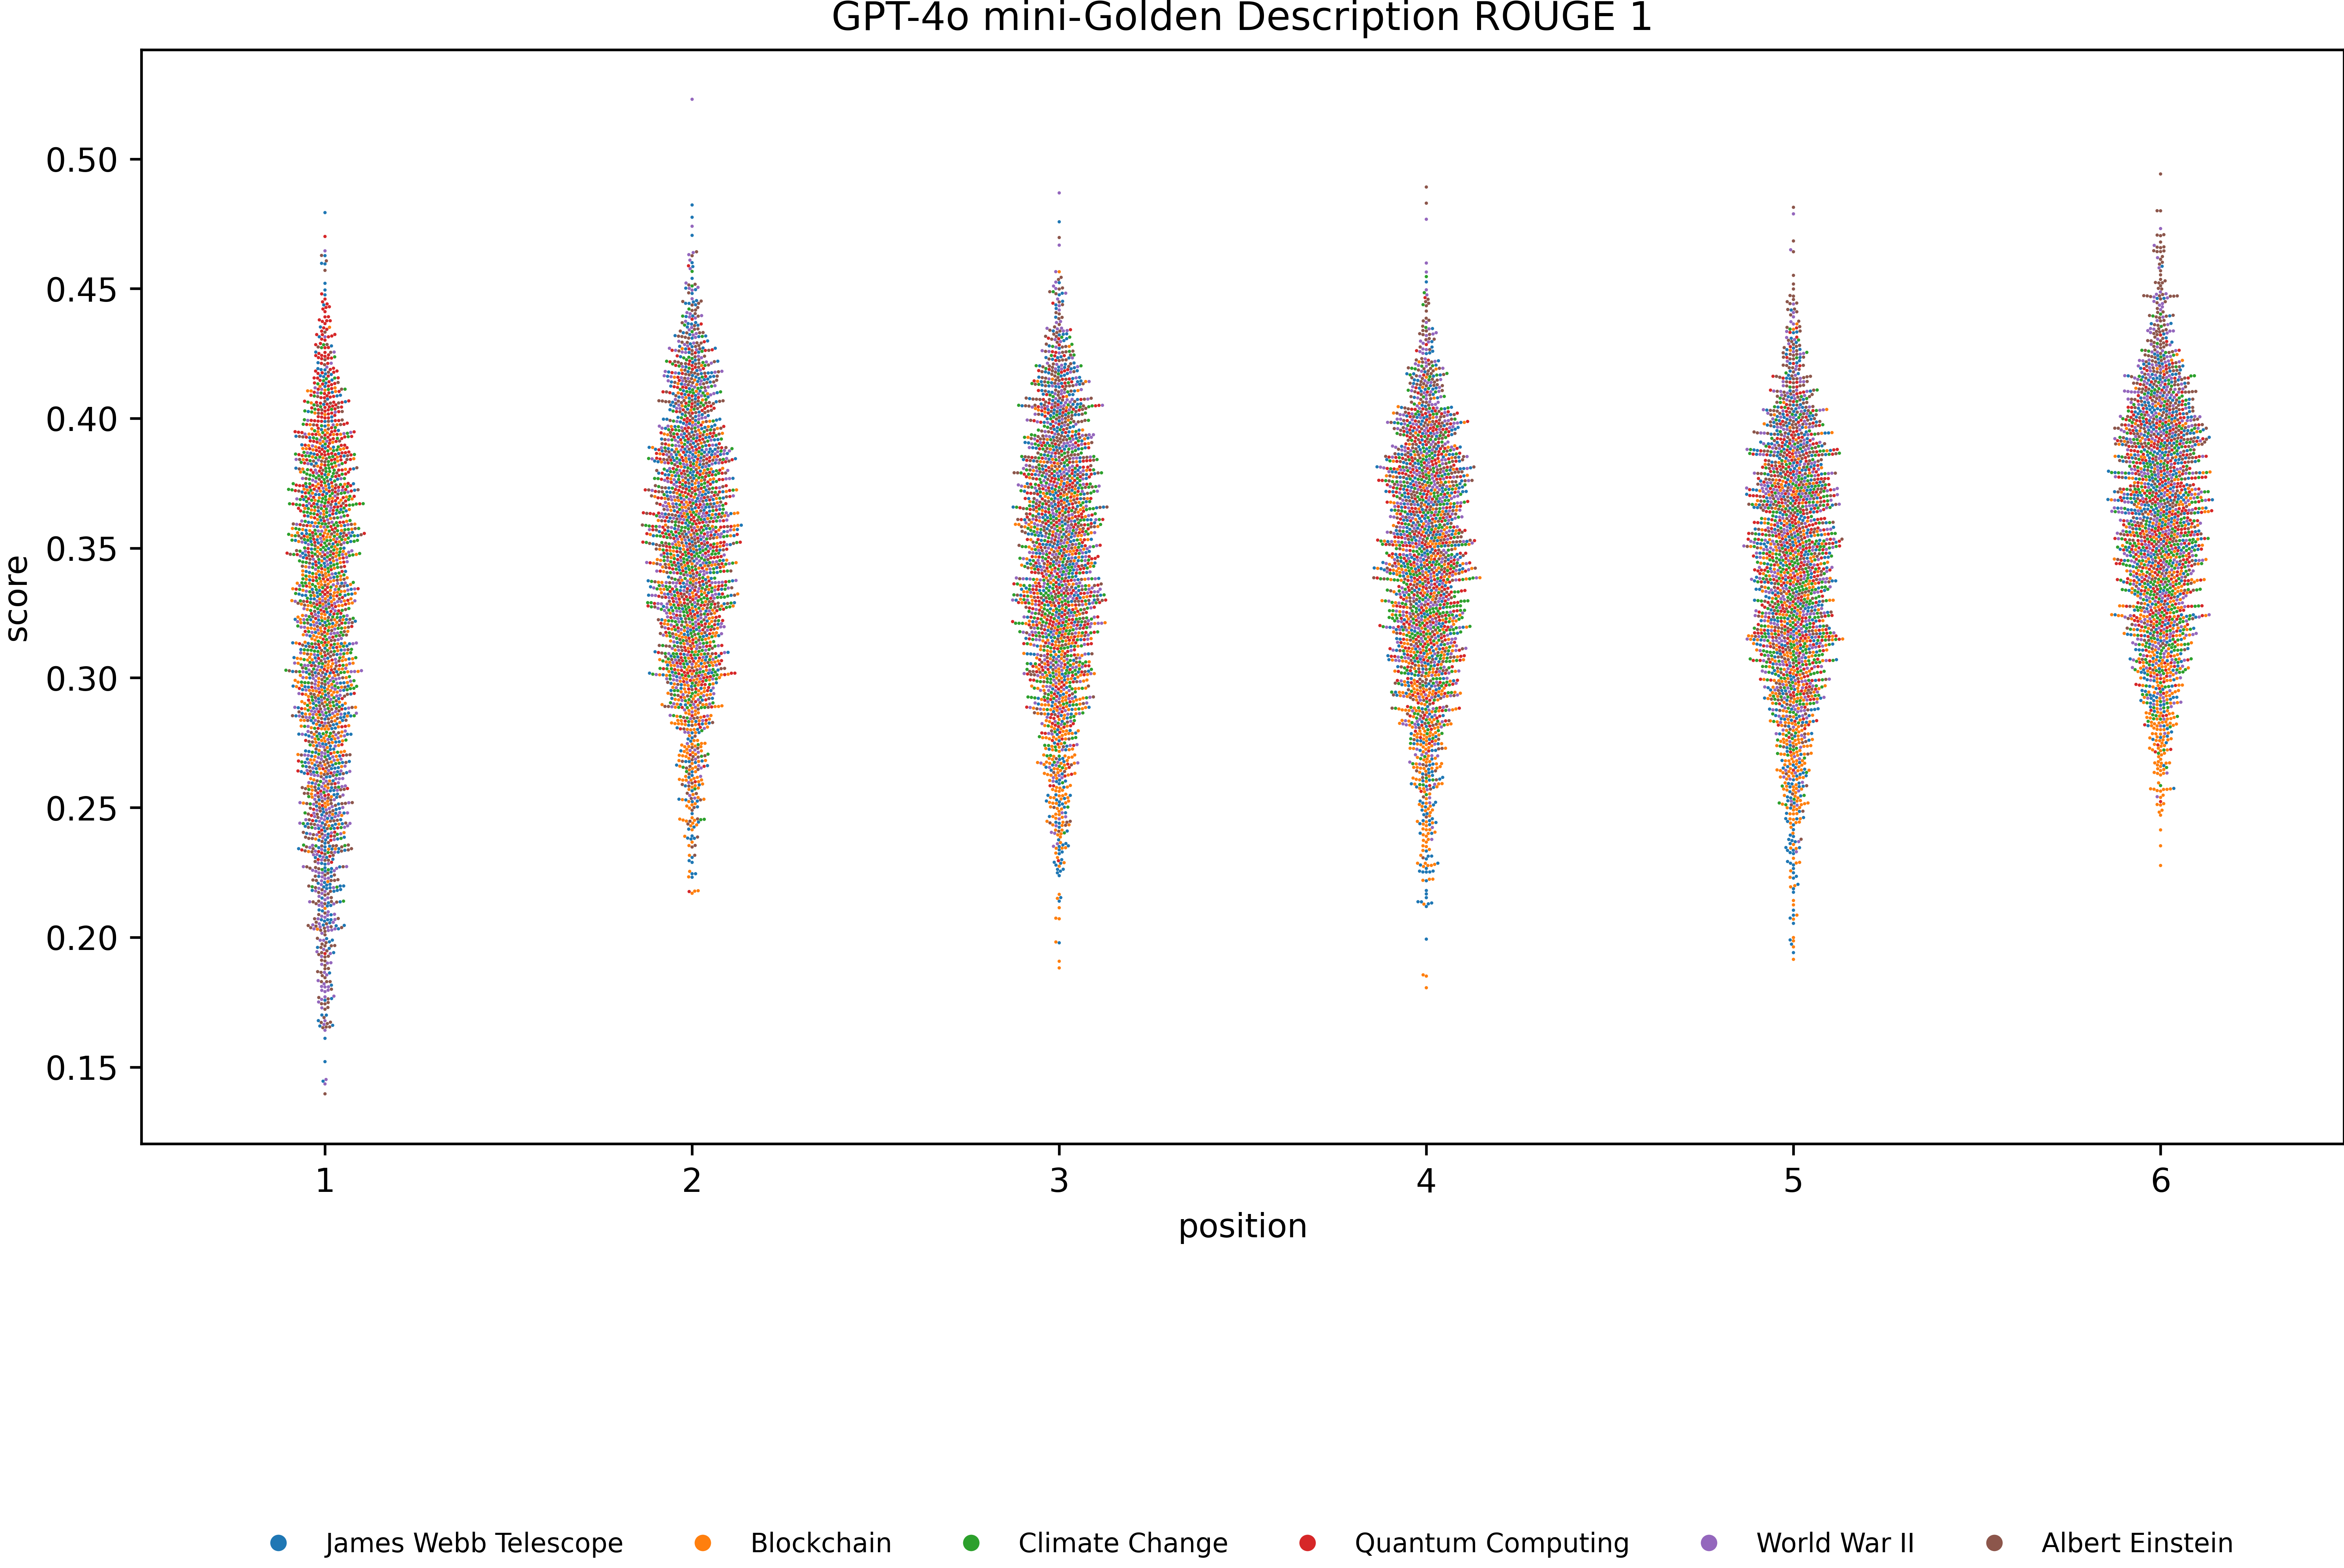 GPT-4o mini-Golden Description ROUGE 1
0.50
0.45
0.40
0.35
0.30
0.25
0.20
0.15
score
1 2 3 4 5 6
position
James Webb Telescope Blockchain Climate Change Quantum Computing World War II Albert Einstein